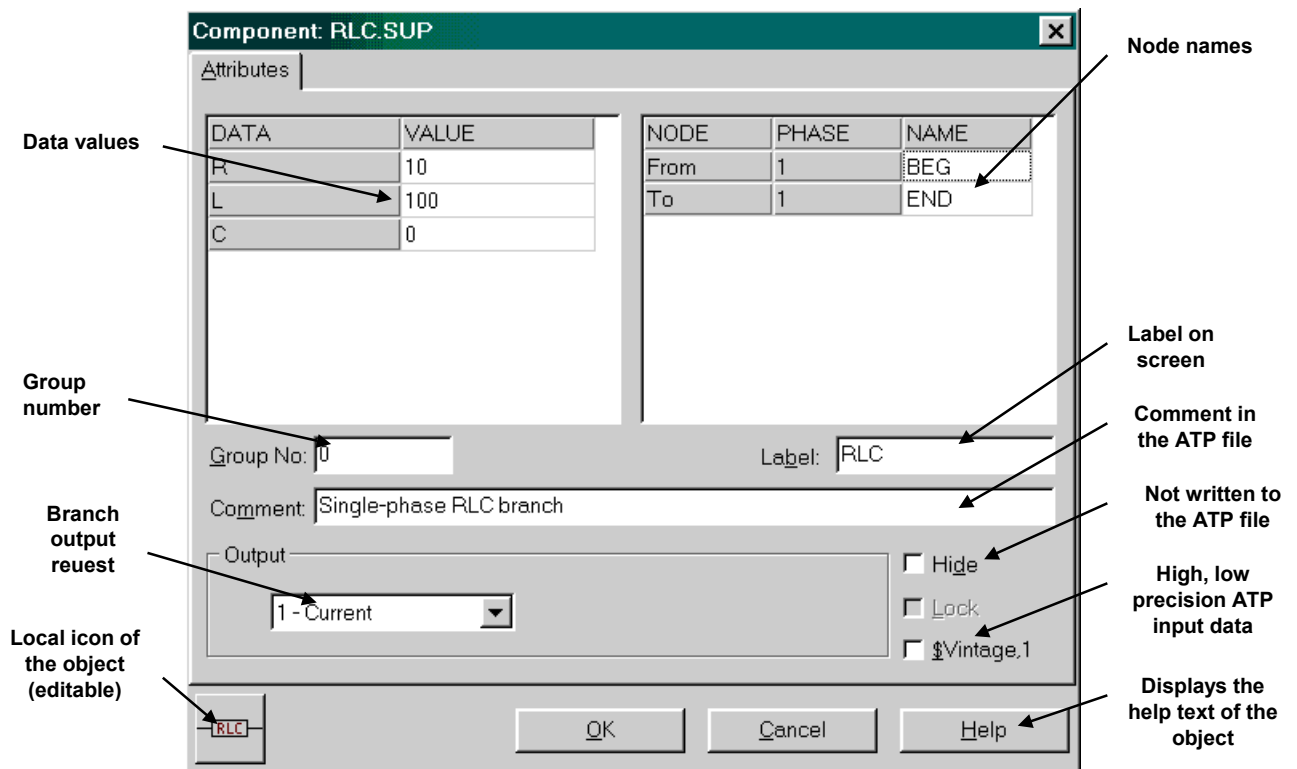 Component: RLC.SUP
Attributes
Node names
Data values
DATA VALUE
R 10
L 100
C 0
NODE PHASE NAME
From 1 BEG
To 1 END
Label on
screen
Group
number
Comment in
the ATP file
Group No: 0
Label: RLC
Comment: Single-phase RLC branch
Not written to
the ATP file
Branch
output
reuest
Output
1 - Current
Hide
Lock
$Vintage,1
High, low
precision ATP
input data
Local icon of
the object
(editable)
RLC
OK
Cancel
Help
Displays the
help text of the
object